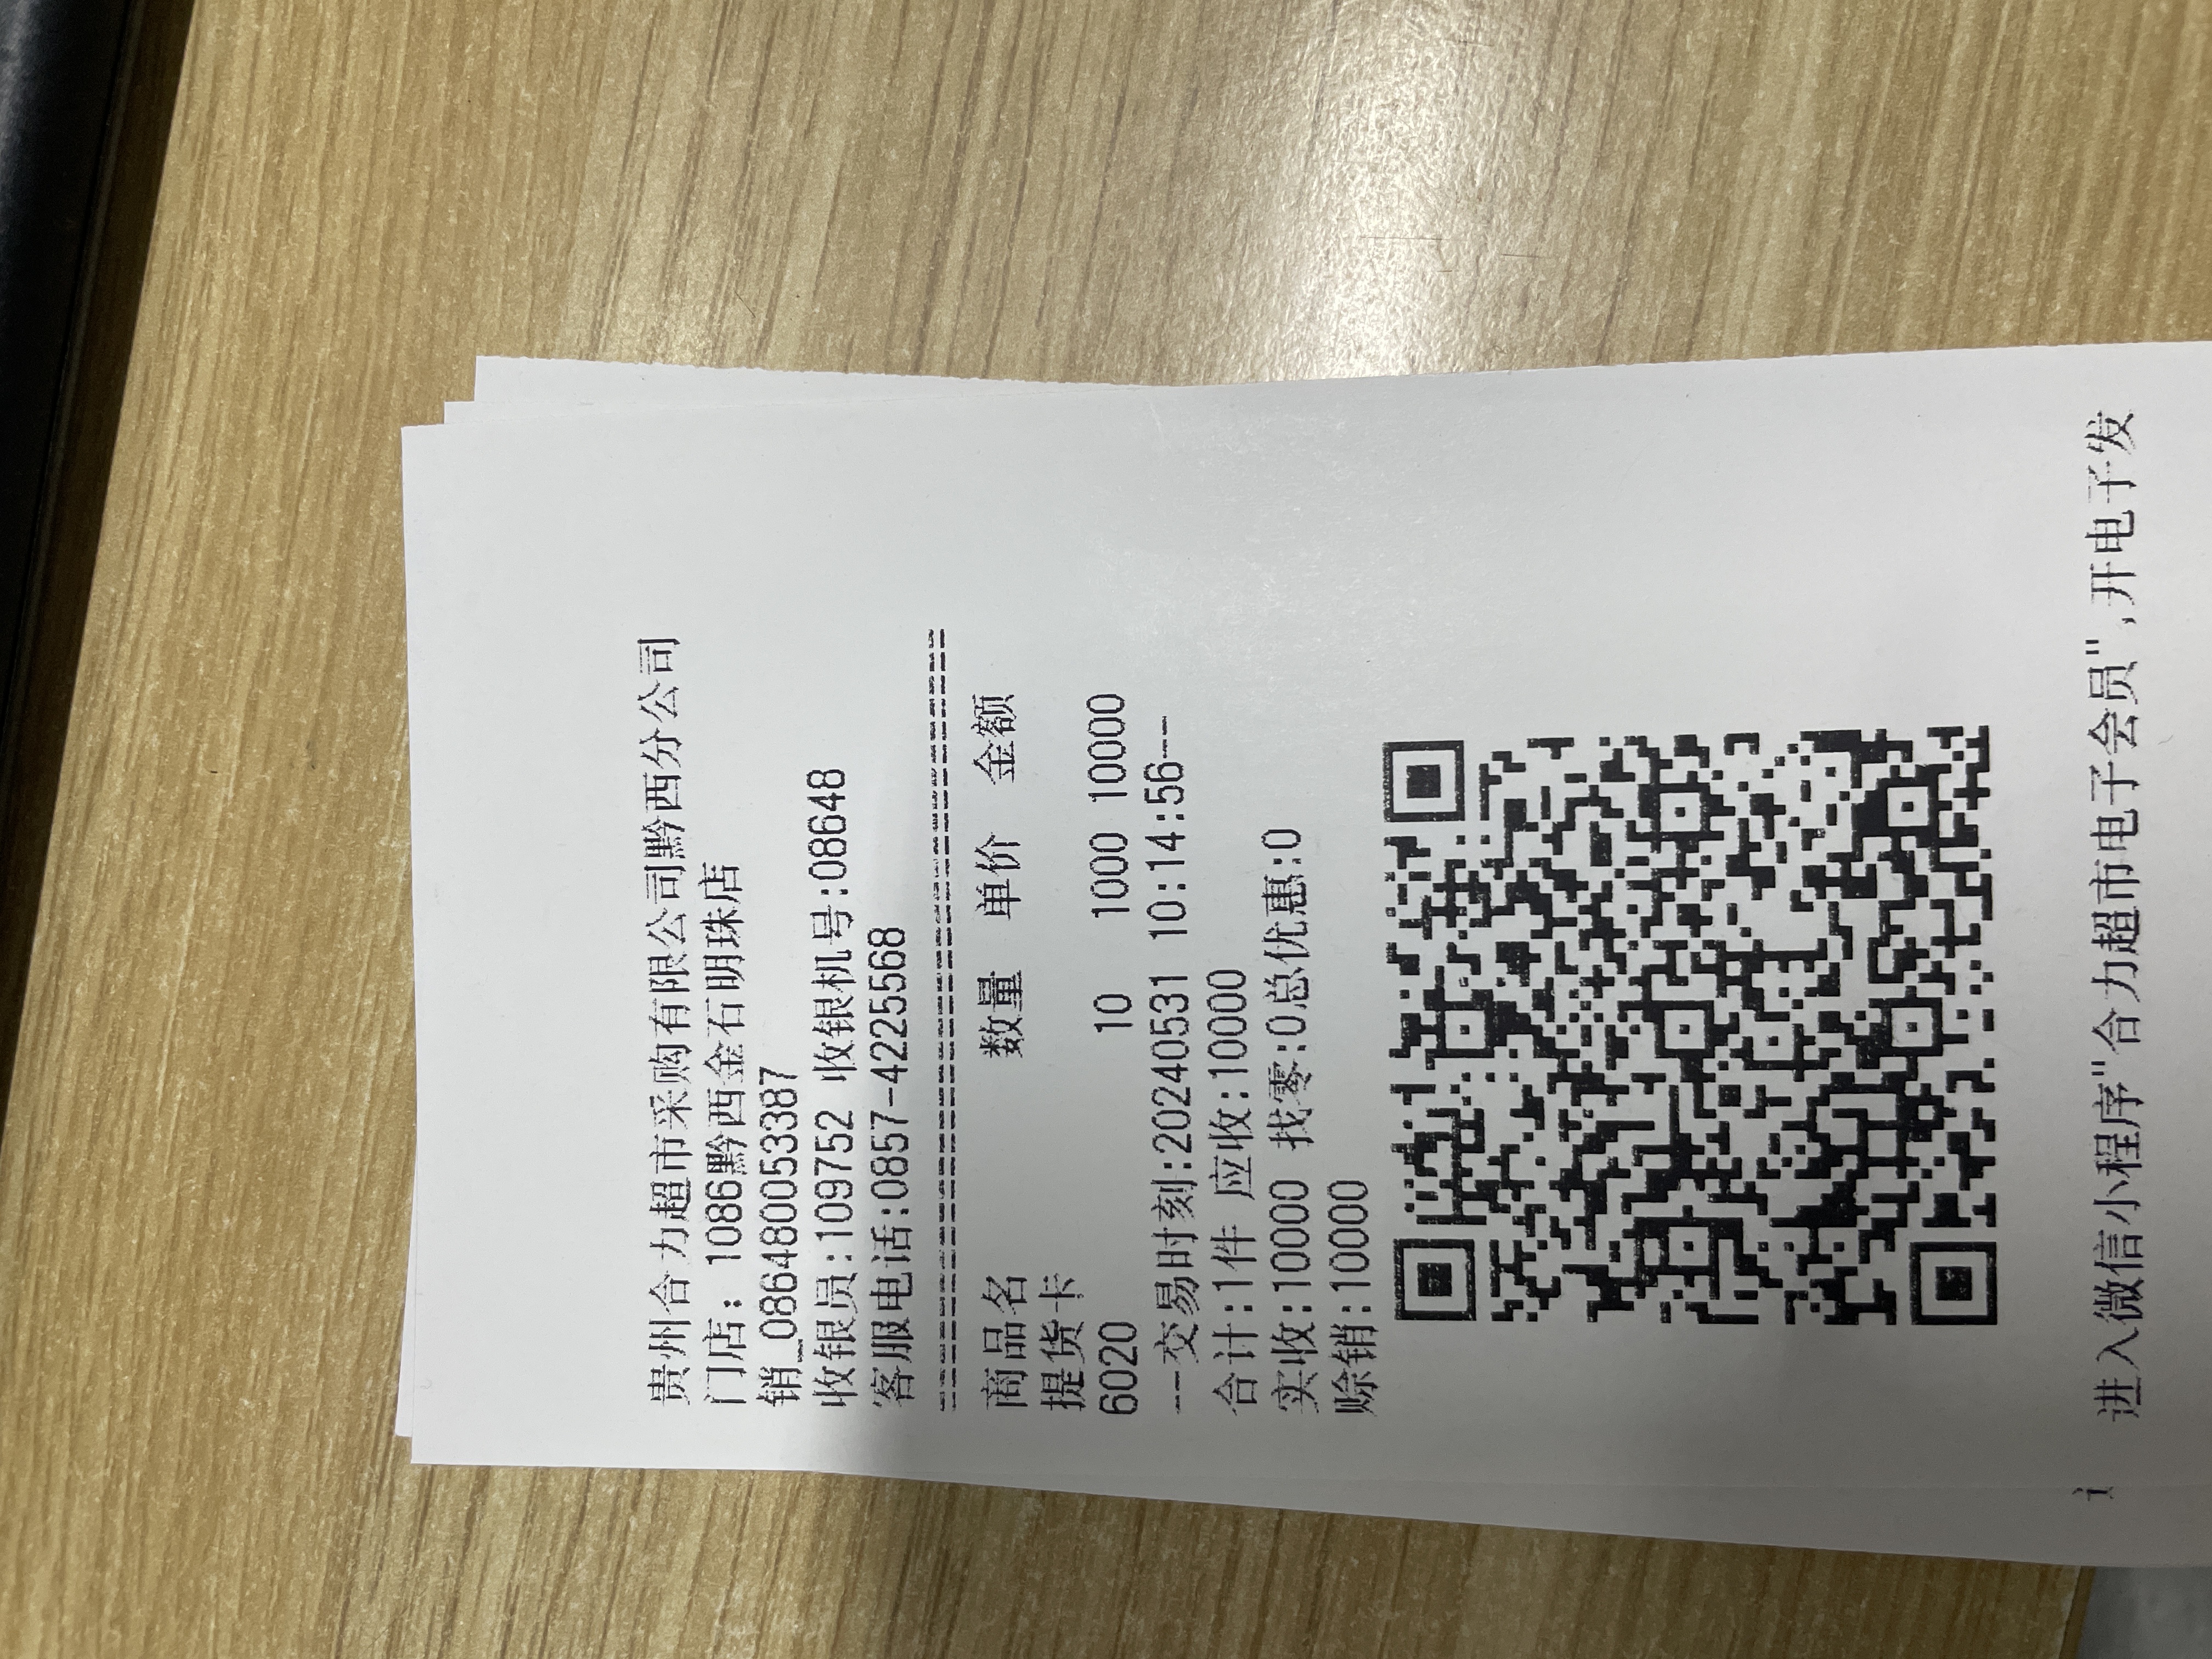 贵州合力超市采购有限公司黔西分公司
门店: 1086黔西金石明珠店
销_0864800533​87
收银员:109752 收银机号:08648
客服电话:0857-4225568
========================================
商品名 数量 单价 金额
提货卡
6020 10 1000 10000
--交易时刻:20240531 10:14:56--
合计:1件 应收:10000
实收:10000 找零:0总优惠:0
赊销:10000
进入微信小程序"合力超市电子会员",开电子发